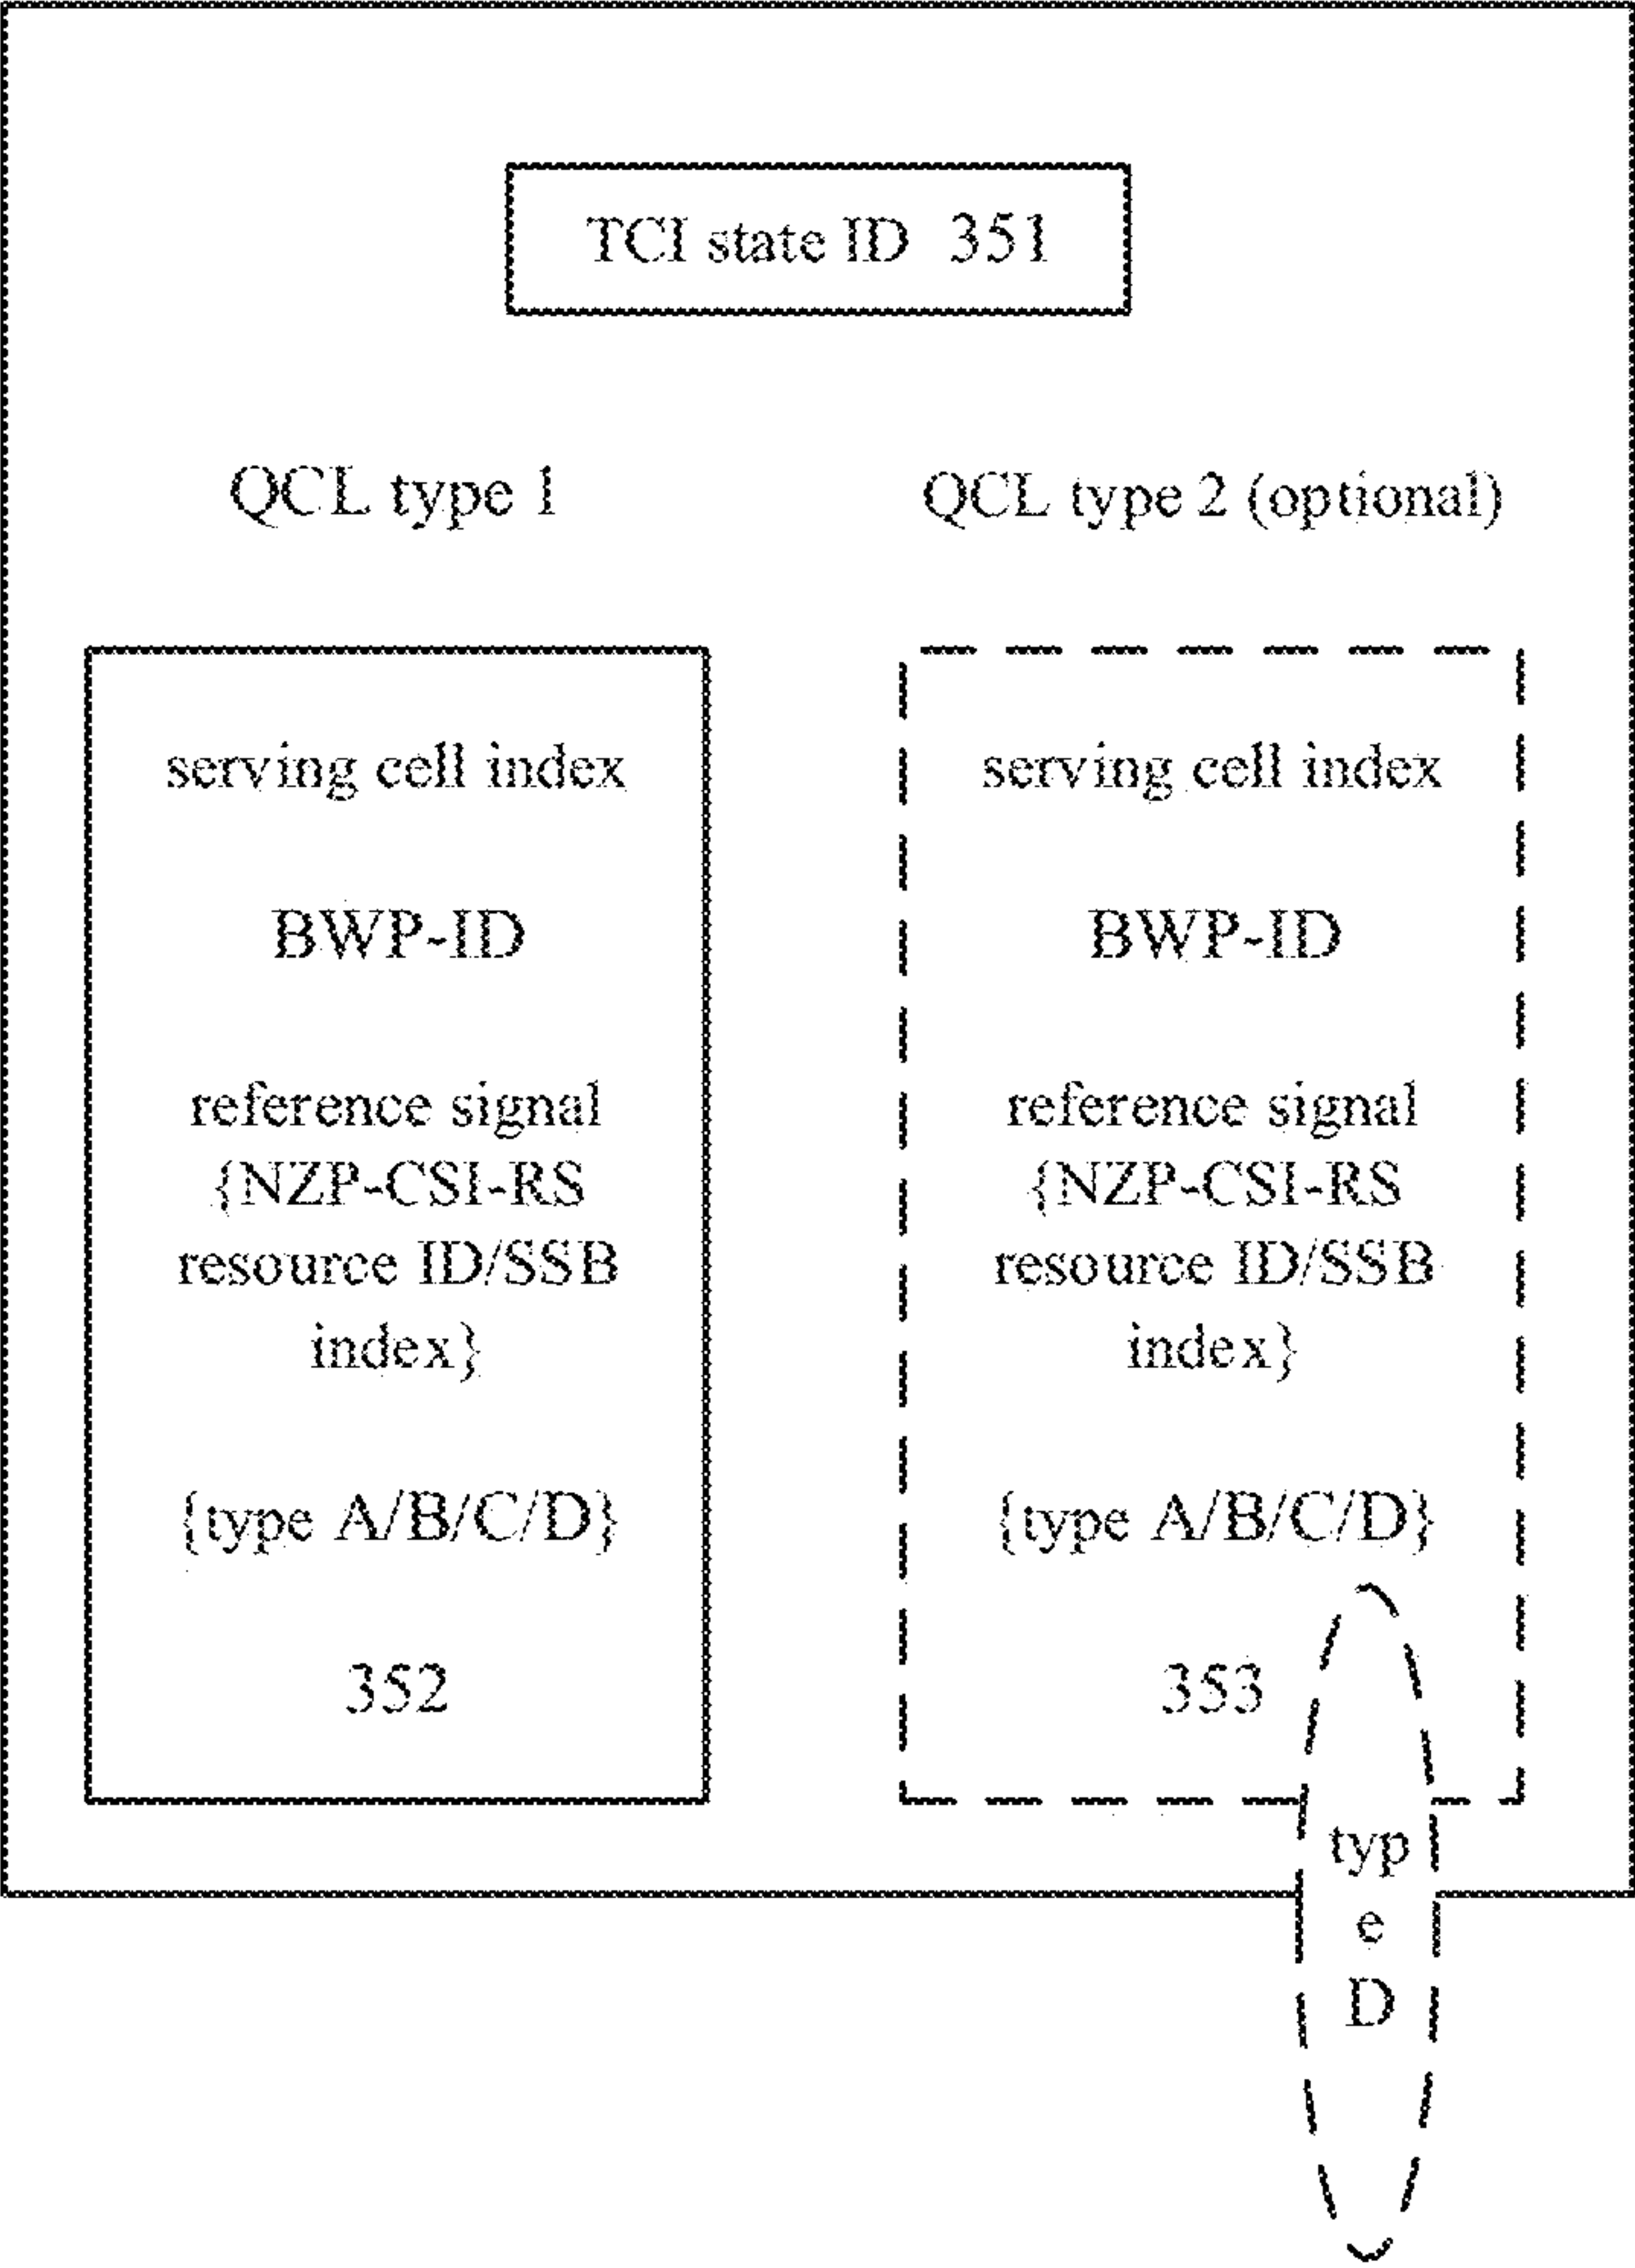 TCI state ID 351
QCL type 1
QCL type 2 (optional)
serving cell index
BWP-ID
reference signal
{NZP-CSI-RS
resource ID/SSB
index}
{type A/B/C/D}
352
serving cell index
BWP-ID
reference signal
{NZP-CSI-RS
resource ID/SSB
index}
{type A/B/C/D}
353
typ
e
D